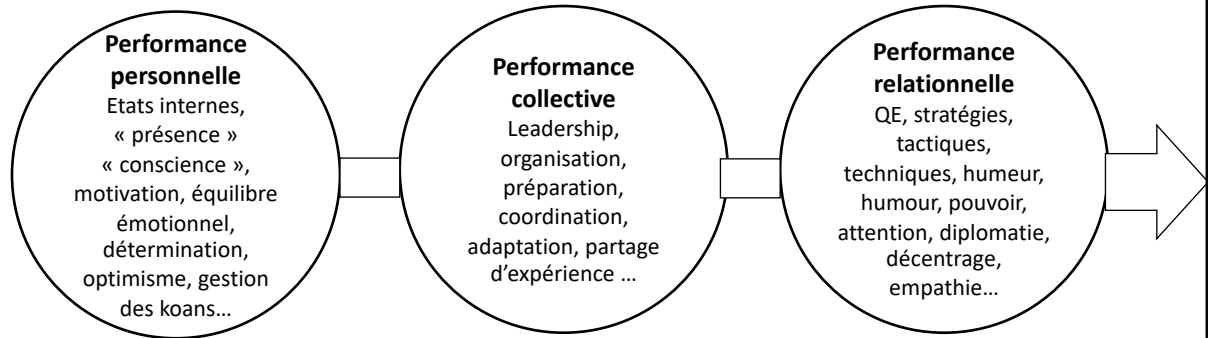 Performance
personnelle
Etats internes,
« présence »
« conscience »,
motivation, équilibre
émotionnel,
détermination,
optimisme, gestion
des koans…
Performance
collective
Leadership,
organisation,
préparation,
coordination,
adaptation, partage
d’expérience …
Performance
relationnelle
QE, stratégies,
tactiques,
techniques, humeur,
humour, pouvoir,
attention, diplomatie,
décentrage,
empathie…